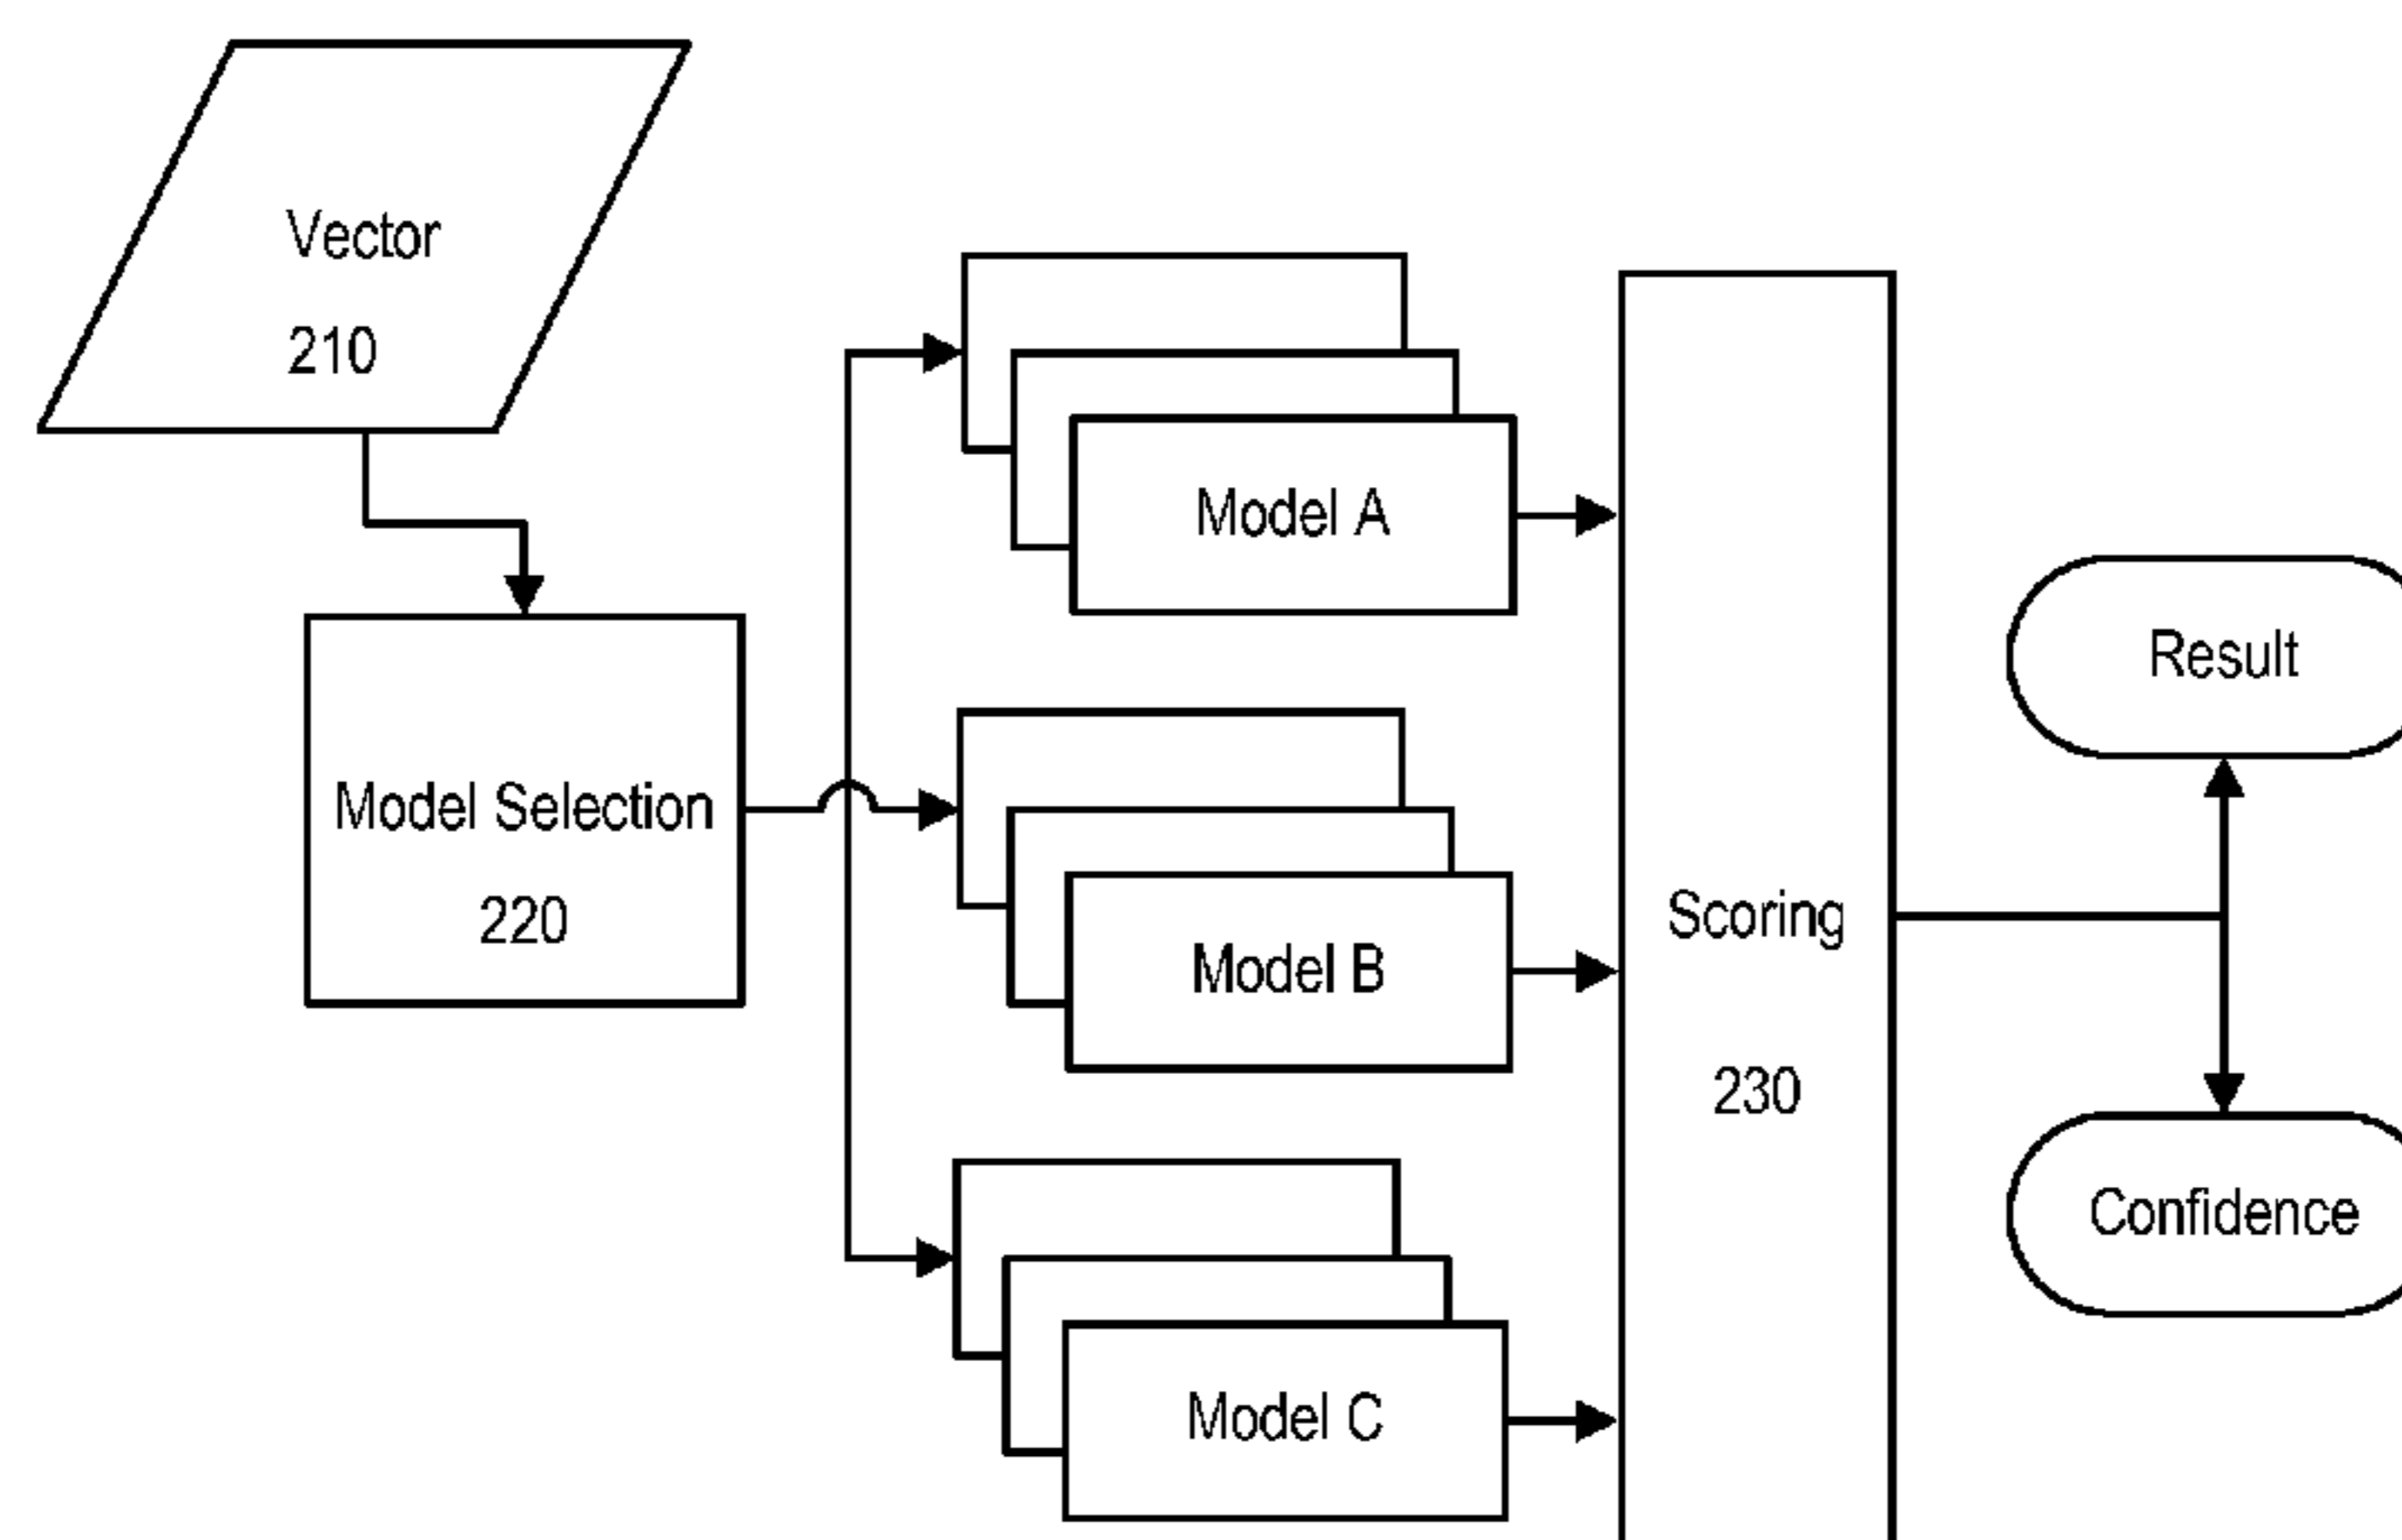 Vector
210
Model Selection
220
Model A
Model B
Model C
Scoring
230
Result
Confidence